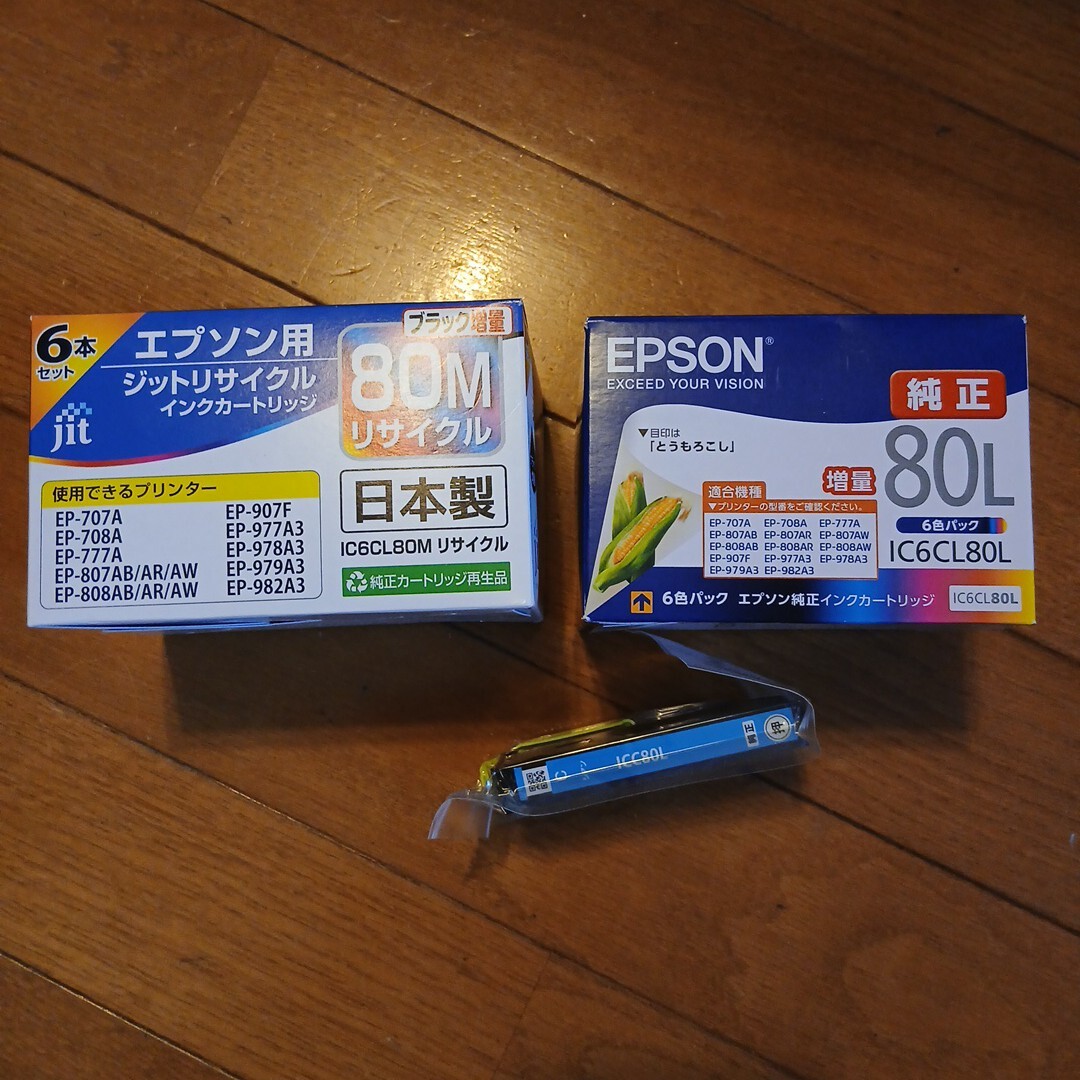 6本
セット
エプソン用
ジットリサイクル
インクカートリッジ
jit
ブラック増量
80M
リサイクル
使用できるプリンター
EP-707A
EP-708A
EP-777A
EP-807AB/AR/AW
EP-808AB/AR/AW
EP-907F
EP-977A3
EP-978A3
EP-979A3
EP-982A3
日本製
IC6CL80M リサイクル
純正カートリッジ再生品
EPSON®
EXCEED YOUR VISION
純正
▼目印は
「とうもろこし」
増量
80L
適合機種
▼プリンターの型番をご確認ください。
EP-707A EP-708A EP-777A
EP-807AB EP-807AR EP-807AW
EP-808AB EP-808AR EP-808AW
EP-907F EP-977A3 EP-978A3
EP-979A3 EP-982A3
6色パック
IC6CL80L
6色パック エプソン純正インクカートリッジ
IC6CL80L
C
シアン
ICC80L
純正
押